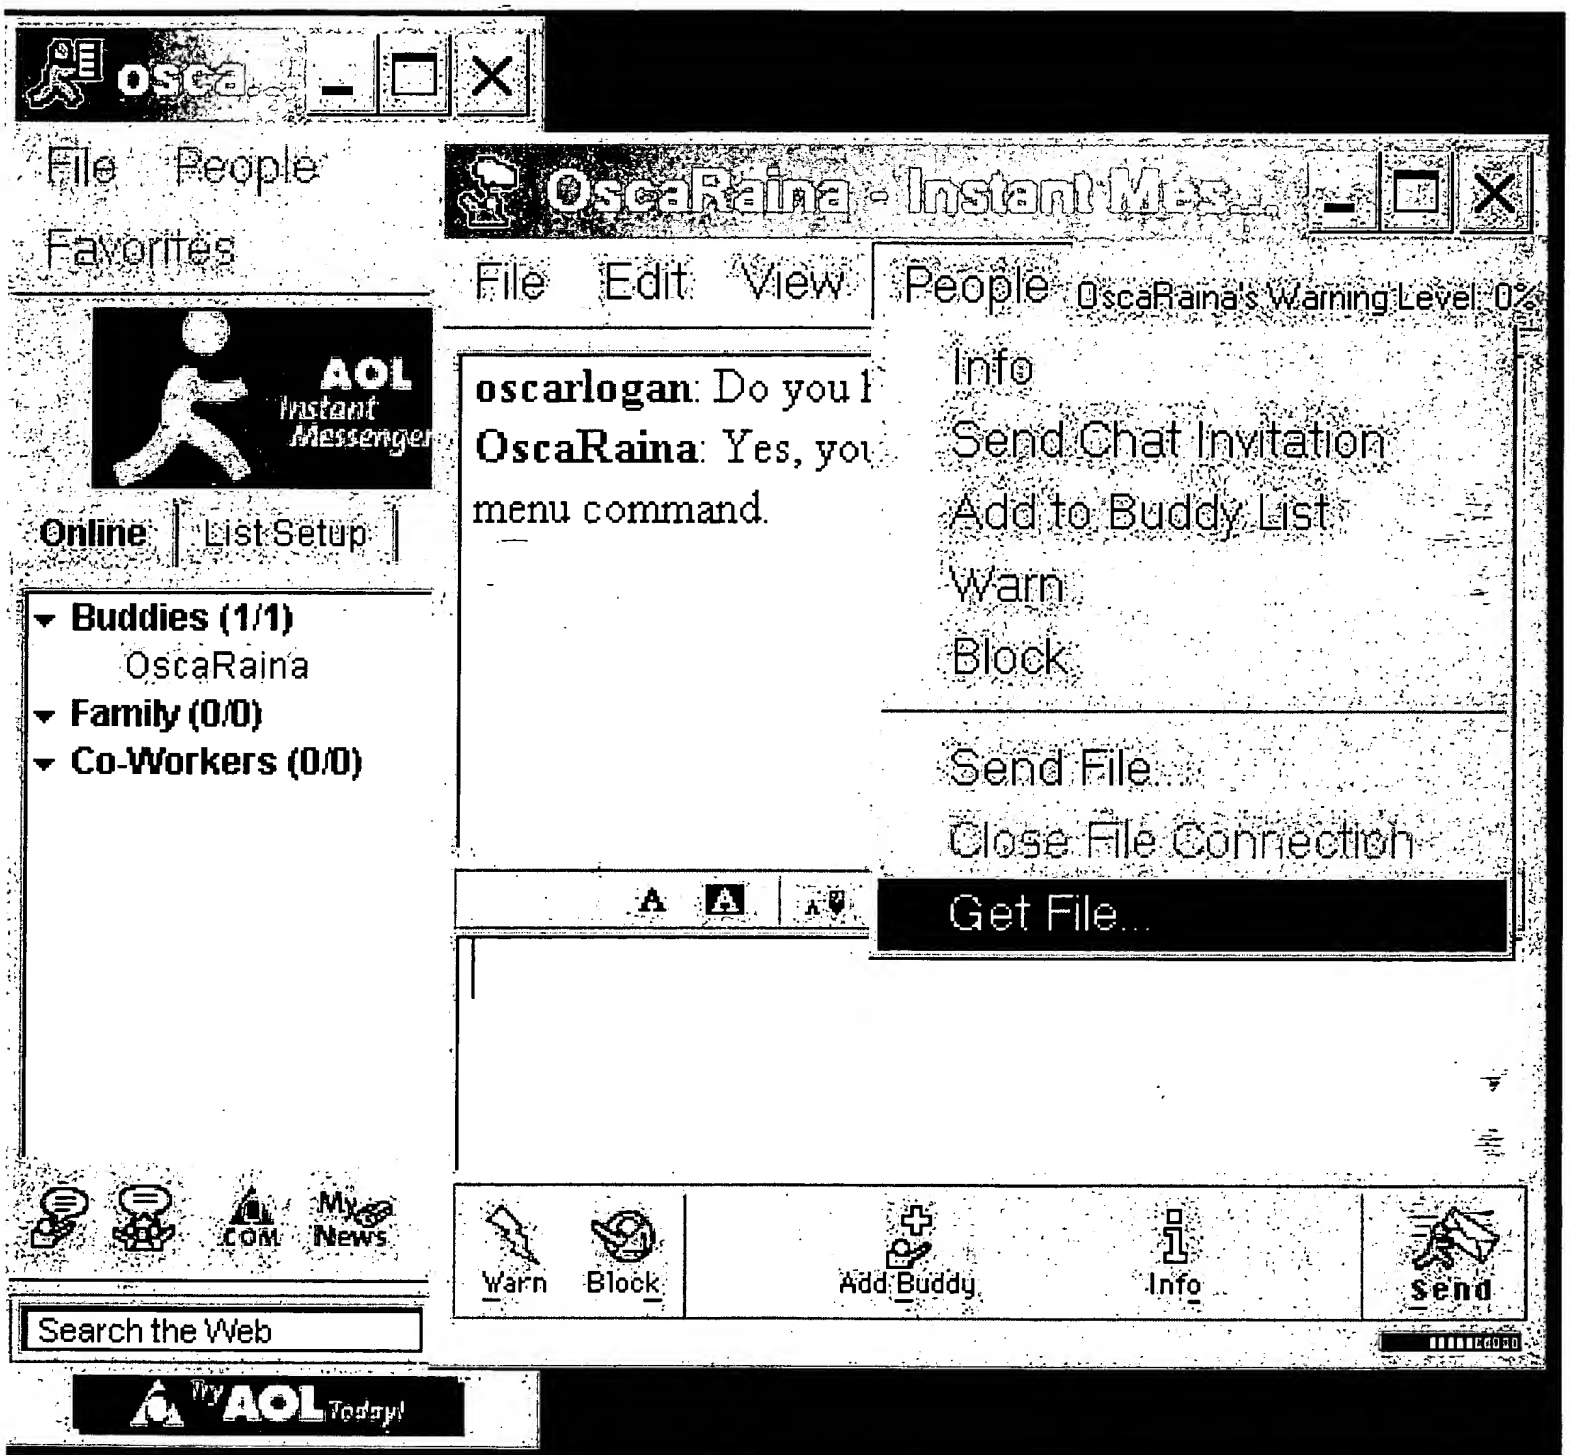 osca...
File People
Favorites
AOL
Instant
Messenger
Online List Setup
Buddies (1/1)
OscaRaina
Family (0/0)
Co-Workers (0/0)
COM
My
News
Search the Web
Try AOL Today!
OscaRaina - Instant Mes...
File Edit View People OscaRaina's Warning Level: 0%
oscarlogan: Do you
OscaRaina: Yes, you
menu command.
Info
Send Chat Invitation
Add to Buddy List
Warn
Block
Send File...
Close File Connection
Get File...
A A A
Warn Block Add Buddy Info Send